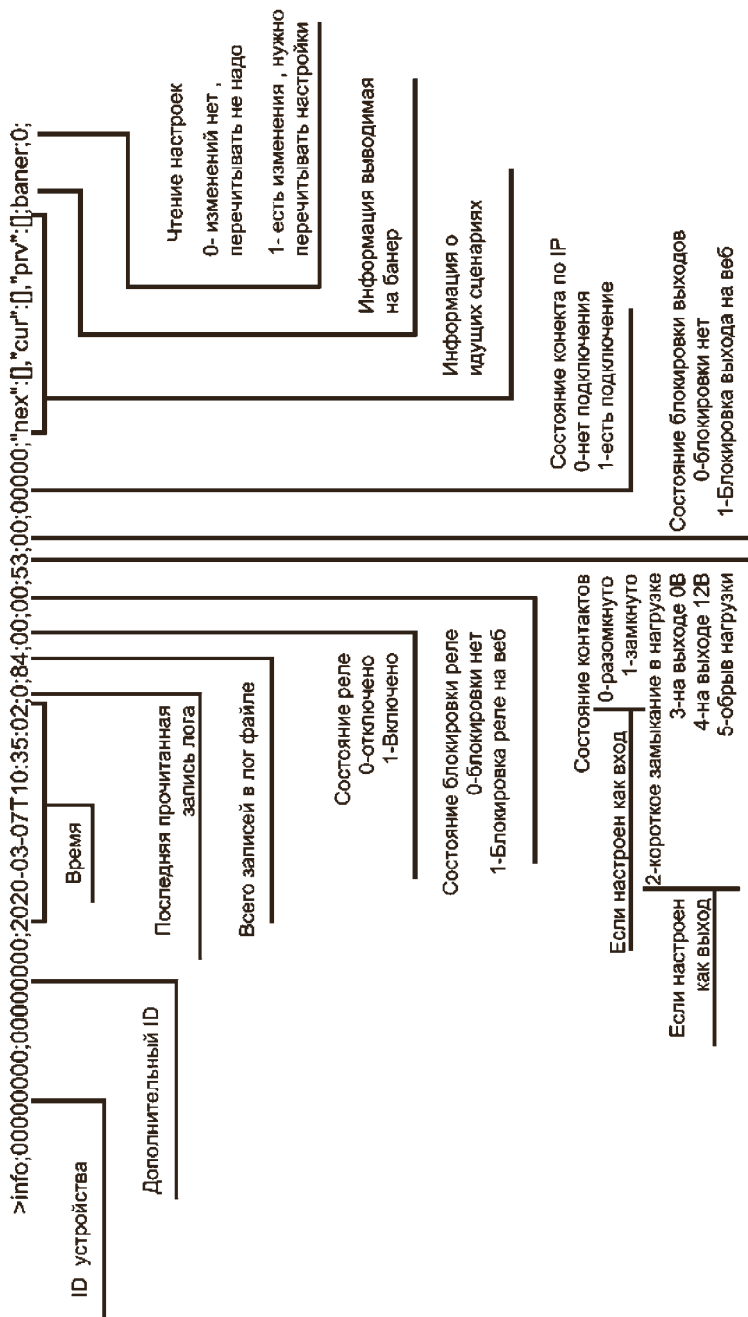 >info;00000000;00000000;2020-03-07T10:35:02;0;84;00;00;53;00;00000;"nex":[],"cur":[],"prv":[];baner;0;
ID устройства
Дополнительный ID
Время
Последняя прочитанная
запись лога
Всего записей в лог файле
Состояние реле
0-отключено
1-Включено
Состояние блокировки реле
0-блокировки нет
1-Блокировка реле на веб
Если настроен как вход
Состояние контактов
0-разомкнуто
1-замкнуто
Если настроен
как выход
2-короткое замыкание в нагрузке
3-на выходе 0В
4-на выходе 12В
5-обрыв нагрузки
Состояние блокировки выходов
0-блокировки нет
1-Блокировка выхода на веб
Состояние конекта по IP
0-нет подключения
1-есть подключение
Информация о
идущих сценариях
Информация выводимая
на банер
Чтение настроек
0- изменений нет ,
перечитывать не надо
1- есть изменения , нужно
перечитывать настройки